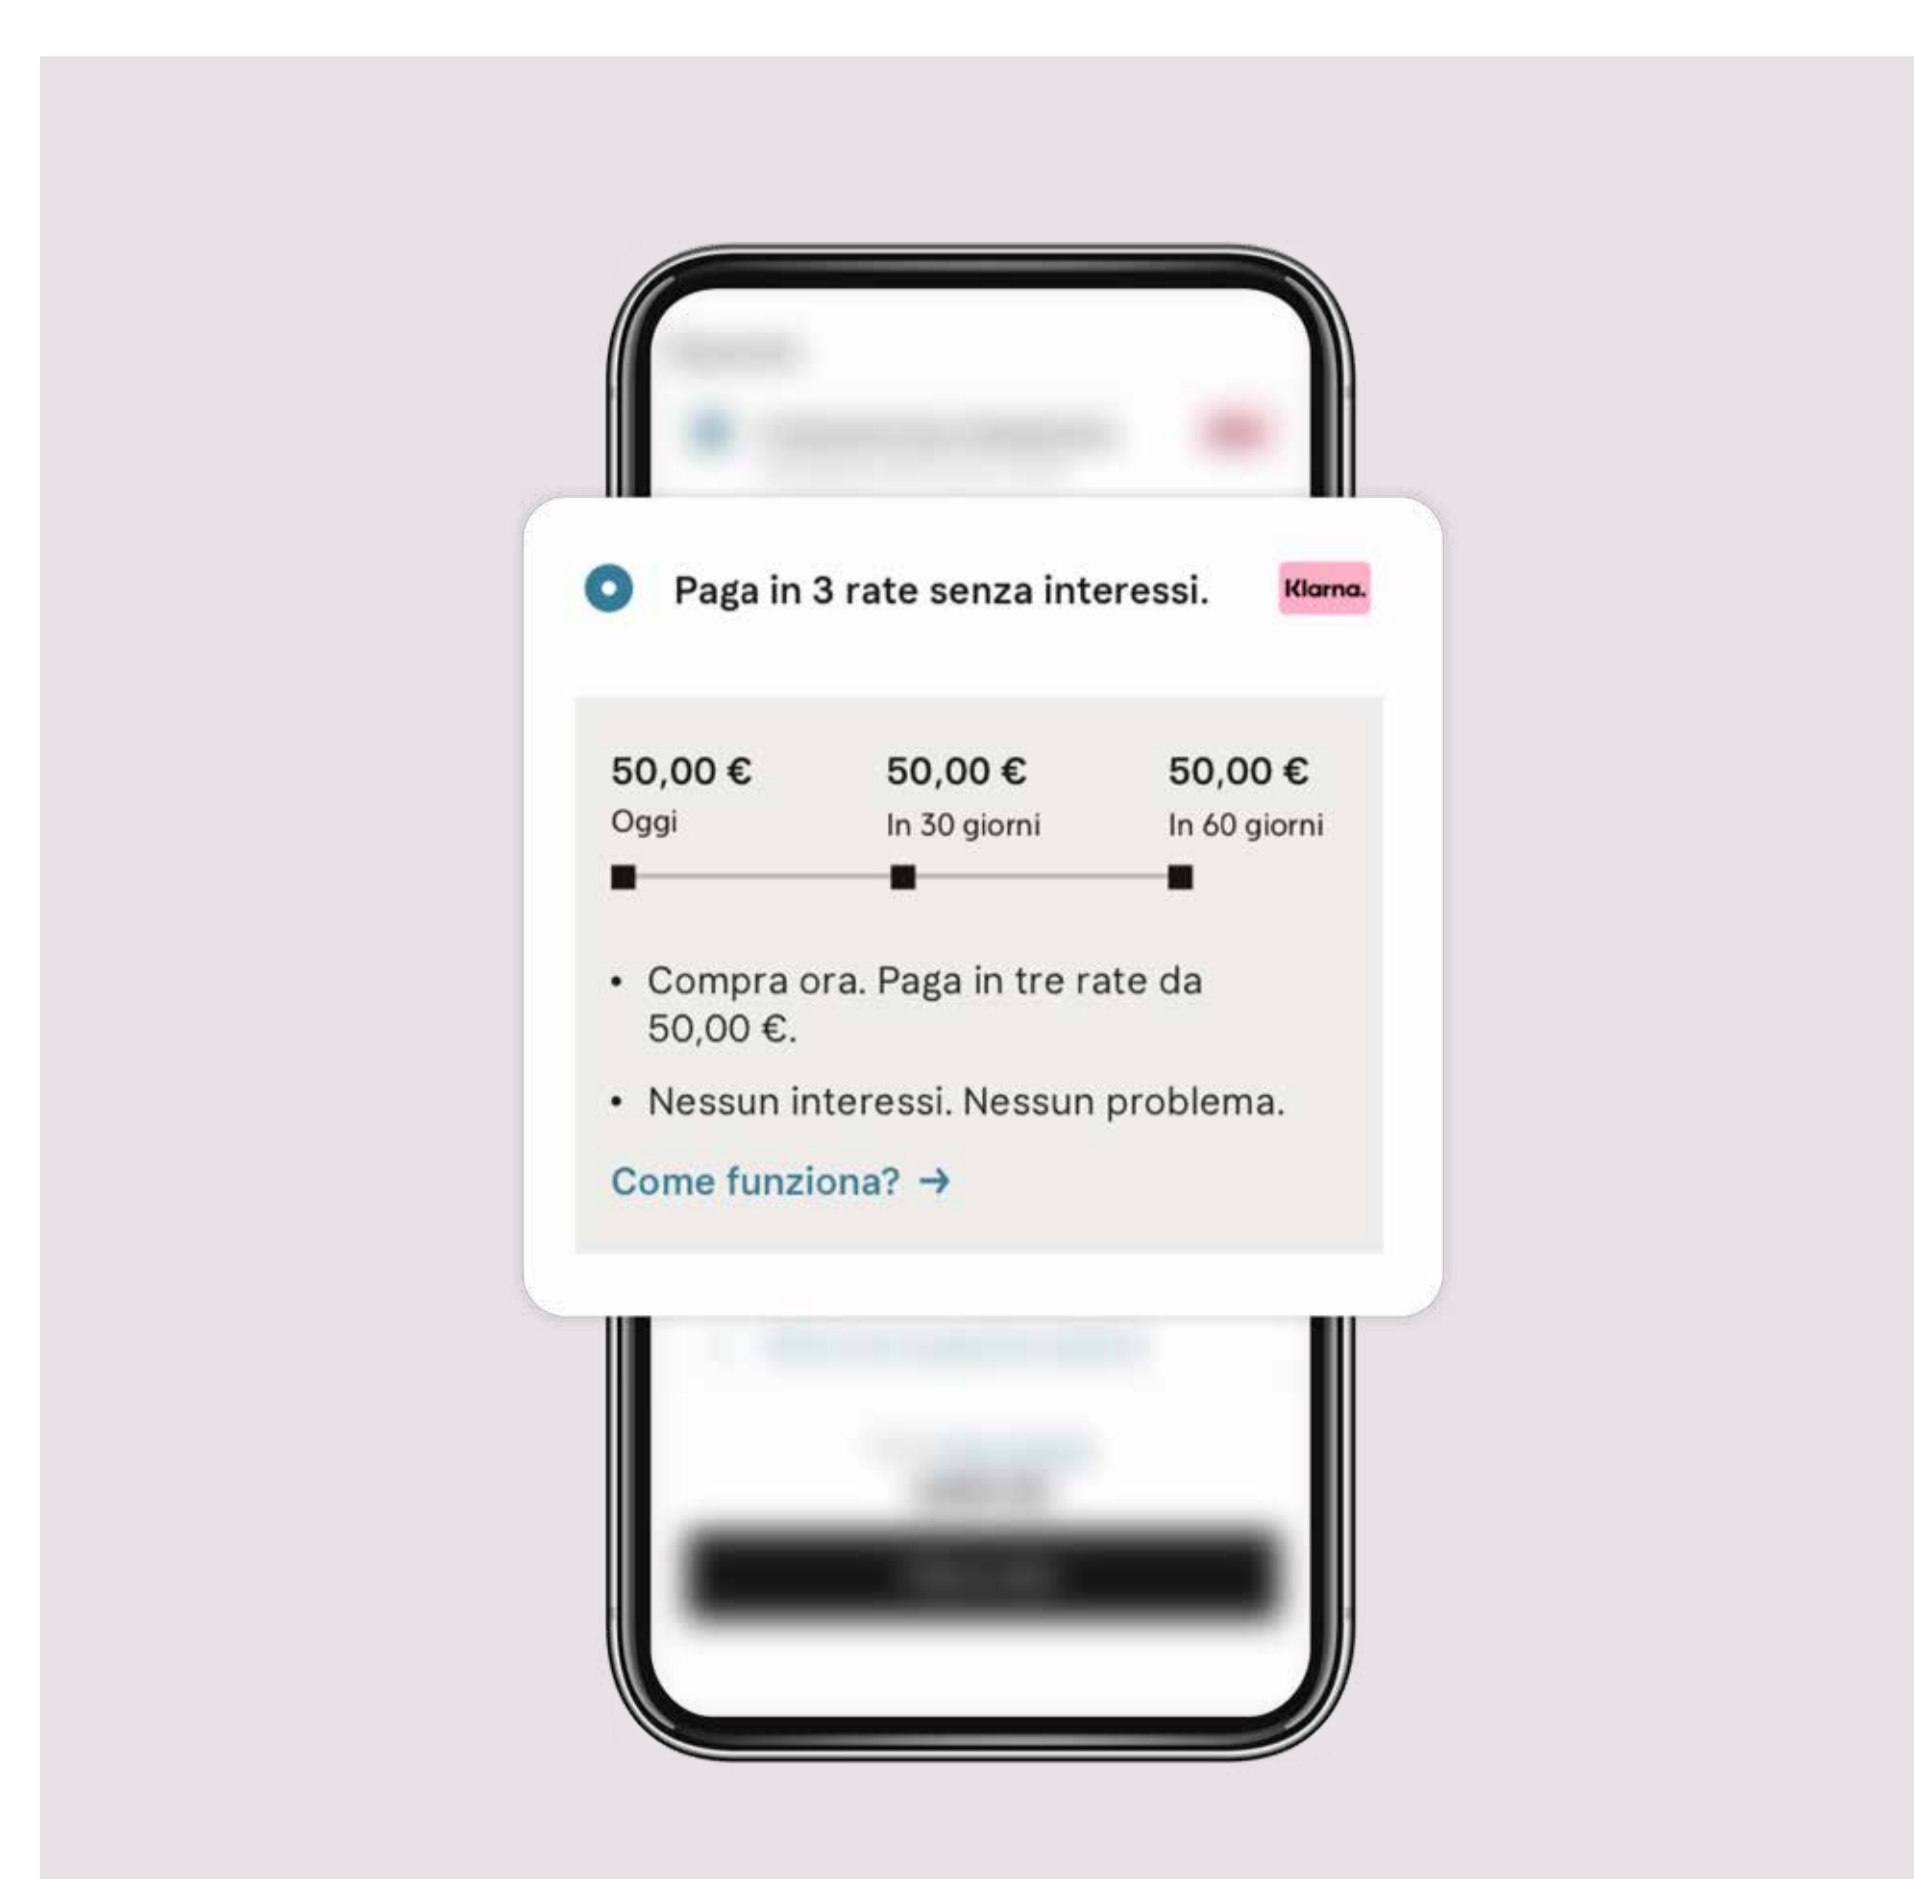 Paga in 3 rate senza interessi.
Klarna.
50,00 € 50,00 € 50,00 €
Oggi In 30 giorni In 60 giorni
• Compra ora. Paga in tre rate da
50,00 €.
• Nessun interessi. Nessun problema.
Come funziona? →